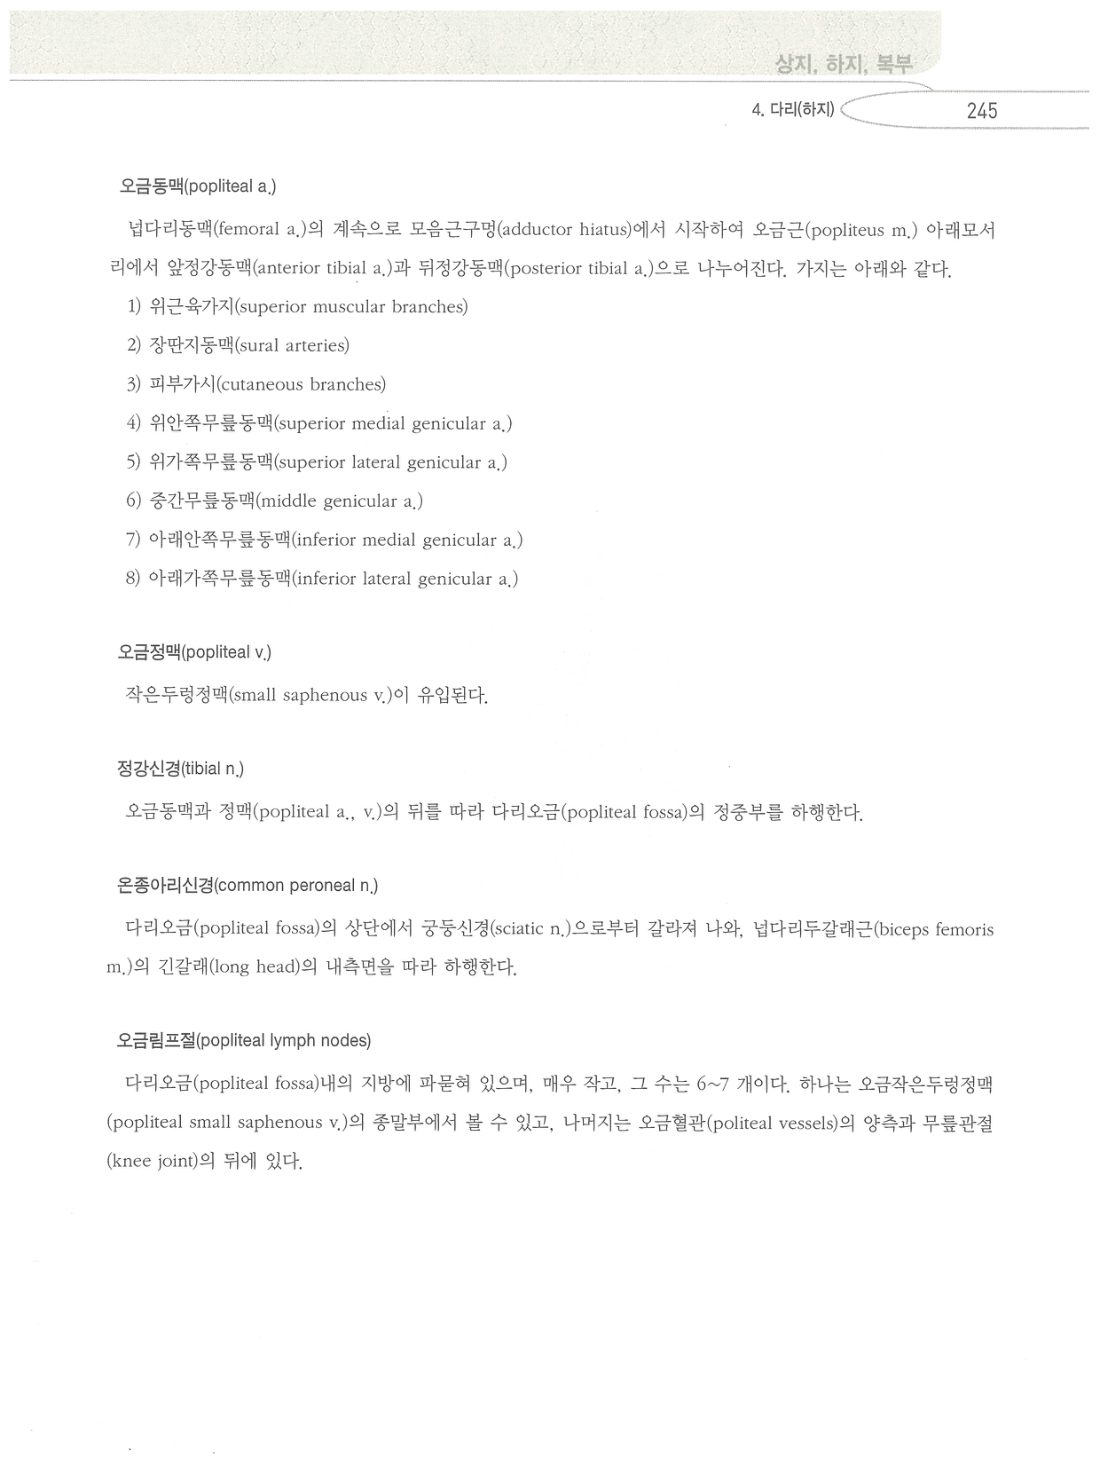 상지, 하지, 복부
4. 다리(하지)
245
오금동맥(popliteal a.)
넙다리동맥(femoral a.)의 계속으로 모음근구멍(adductor hiatus)에서 시작하여 오금근(popliteus m.) 아래모서
리에서 앞정강동맥(anterior tibial a.)과 뒤정강동맥(posterior tibial a.)으로 나누어진다. 가지는 아래와 같다.
1) 위근육가지(superior muscular branches)
2) 장딴지동맥(sural arteries)
3) 피부가시(cutaneous branches)
4) 위안쪽무릎동맥(superior medial genicular a.)
5) 위가쪽무릎동맥(superior lateral genicular a.)
6) 중간무릎동맥(middle genicular a.)
7) 아래안쪽무릎동맥(inferior medial genicular a.)
8) 아래가쪽무릎동맥(inferior lateral genicular a.)
오금정맥(popliteal v.)
작은두렁정맥(small saphenous v.)이 유입된다.
정강신경(tibial n.)
오금동맥과 정맥(popliteal a., v.)의 뒤를 따라 다리오금(popliteal fossa)의 정중부를 하행한다.
온종아리신경(common peroneal n.)
다리오금(popliteal fossa)의 상단에서 궁둥신경(sciatic n.)으로부터 갈라져 나와, 넙다리두갈래근(biceps femoris
m.)의 긴갈래(long head)의 내측면을 따라 하행한다.
오금림프절(popliteal lymph nodes)
다리오금(popliteal fossa)내의 지방에 파묻혀 있으며, 매우 작고, 그 수는 6~7 개이다. 하나는 오금작은두렁정맥
(popliteal small saphenous v.)의 종말부에서 볼 수 있고, 나머지는 오금혈관(politeal vessels)의 양측과 무릎관절
(knee joint)의 뒤에 있다.